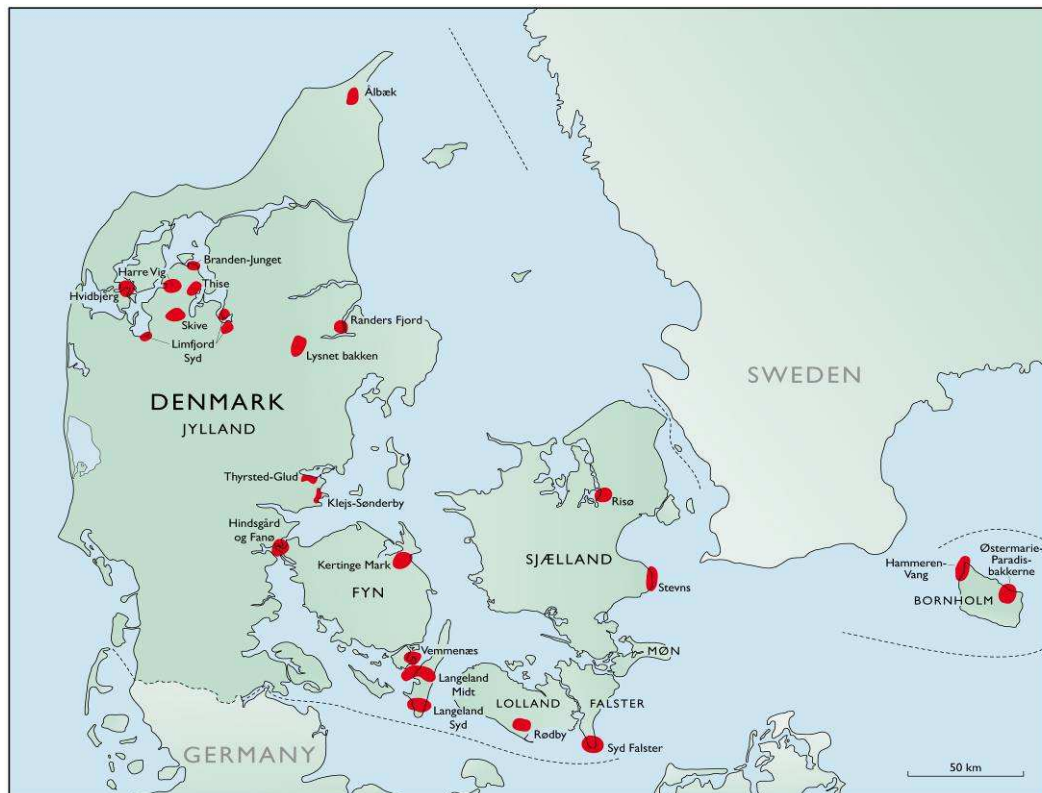 Ålbæk
Branden-Junget
Harre Vig
Thise
Hvidbjerg
Skive
Randers Fjord
Limfjord
Syd
Lysnet bakken
SWEDEN
DENMARK
JYLLAND
Thyrsted-Glud
Klejs-Sønderby
Risø
Hindsgård
og Fanø
Kertinge Mark
SJÆLLAND
FYN
Stevns
Hammeren-
Vang
Østermarie-
Paradis-
bakkerne
BORNHOLM
Vemmenæs
MØN
Langeland
Midt
LOLLAND
FALSTER
Langeland
Syd
Rødby
Syd Falster
GERMANY
50 km